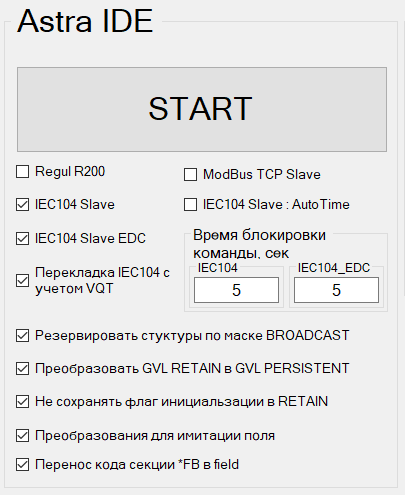 Astra IDE
START
Regul R200
ModBus TCP Slave
IEC104 Slave
IEC104 Slave : AutoTime
IEC104 Slave EDC
Время блокировки
команды, сек
Перекладка IEC104 с
учетом VQT
IEC104
IEC104_EDC
5
5
Резервировать стуктуры по маске BROADCAST
Преобразовать GVL RETAIN в GVL PERSISTENT
Не сохранять флаг инициальзации в RETAIN
Преобразования для имитации поля
Перенос кода секции *FB в field